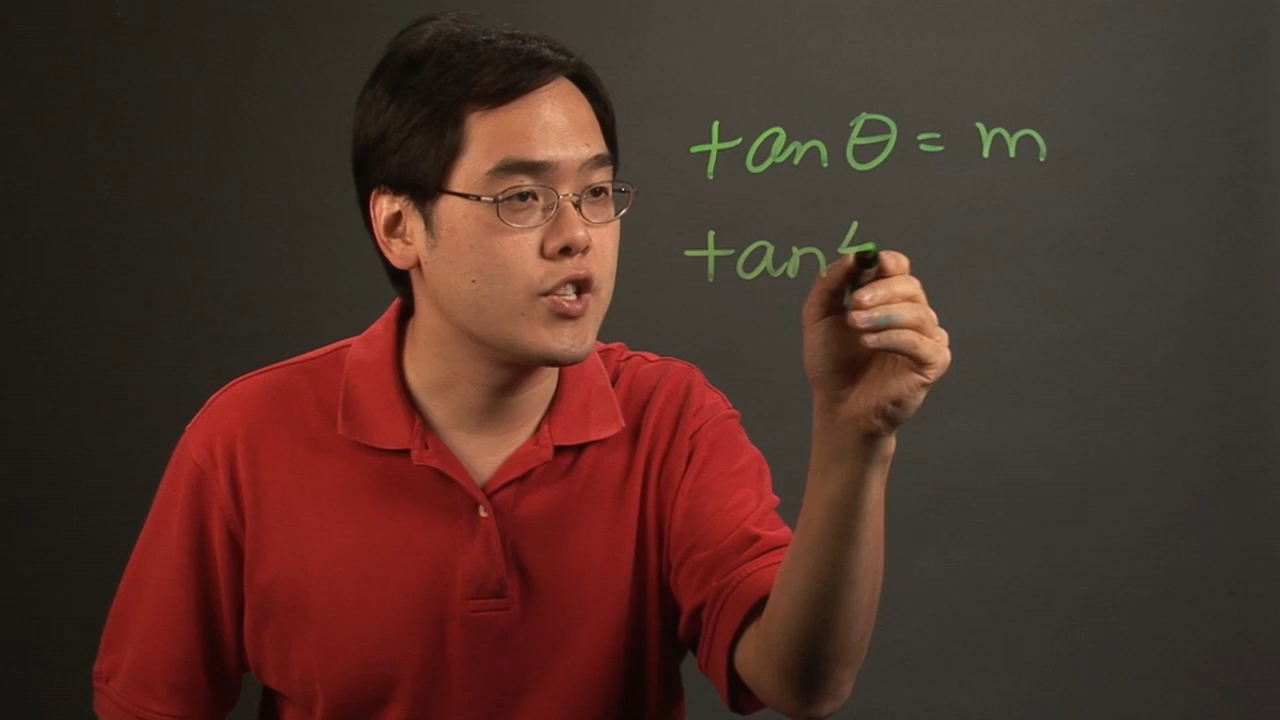 tan θ = m
tan